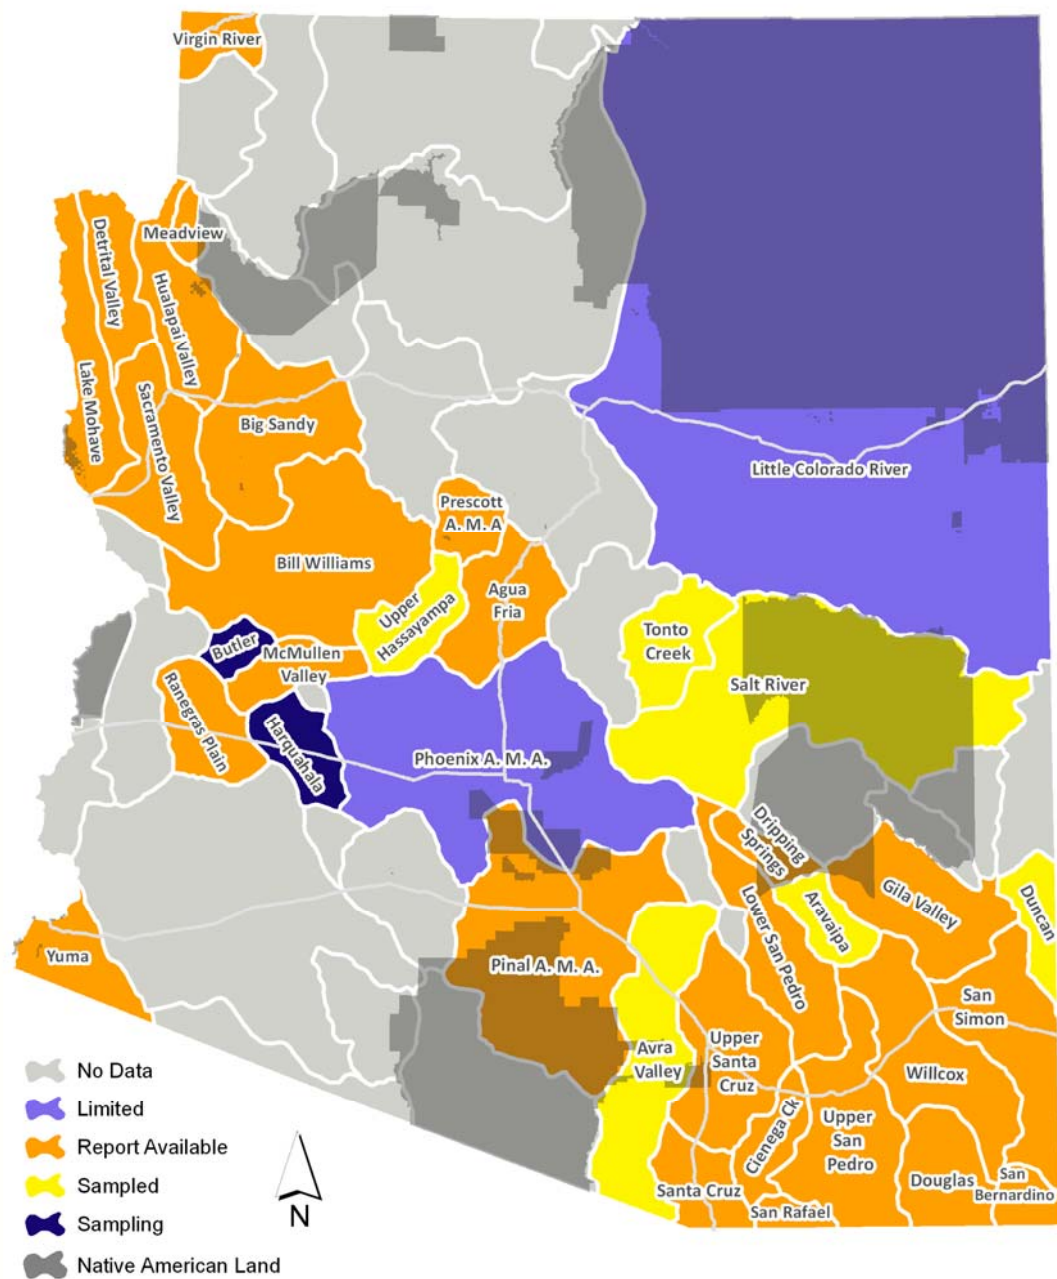 Virgin River
Meadview
Detrital Valley
Hualapai Valley
Lake Mohave
Sacramento Valley
Big Sandy
Little Colorado River
Prescott
A. M. A
Bill Williams
Upper
Hassayampa
Agua
Fria
Butler
McMullen
Valley
Tonto
Creek
Salt River
Ranegras Plain
Harquahala
Phoenix A. M. A.
Dripping
Springs
Lower San Pedro
Aravaipa
Gila Valley
Duncan
Yuma
Pinal A. M. A.
San
Simon
Avra
Valley
Upper
Santa
Cruz
Willcox
Cienega Ck
Upper
San
Pedro
Santa Cruz
San Rafael
Douglas
San
Bernardino
No Data
Limited
Report Available
Sampled
Sampling
Native American Land
N